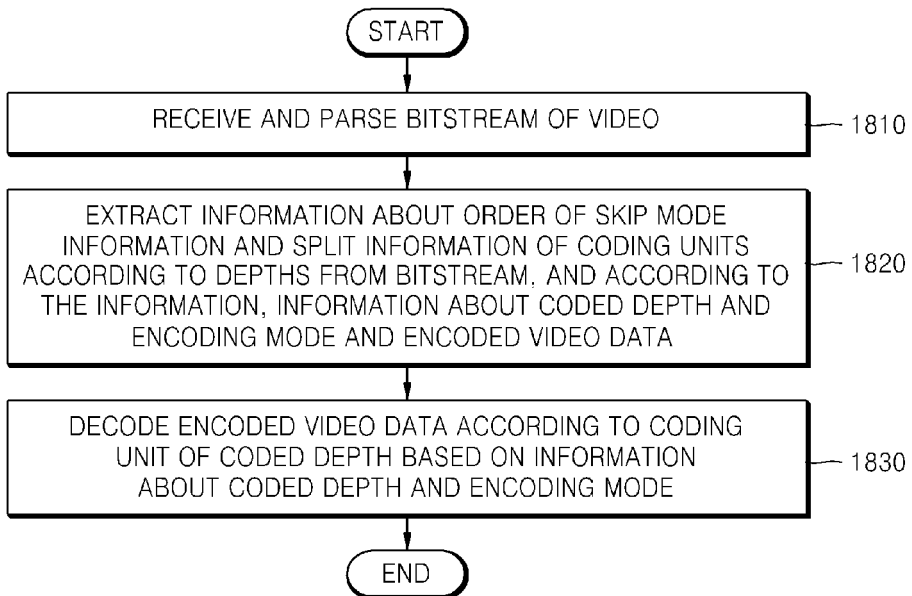 START
RECEIVE AND PARSE BITSTREAM OF VIDEO
1810
EXTRACT INFORMATION ABOUT ORDER OF SKIP MODE
INFORMATION AND SPLIT INFORMATION OF CODING UNITS
ACCORDING TO DEPTHS FROM BITSTREAM, AND ACCORDING TO
THE INFORMATION, INFORMATION ABOUT CODED DEPTH AND
ENCODING MODE AND ENCODED VIDEO DATA
1820
DECODE ENCODED VIDEO DATA ACCORDING TO CODING
UNIT OF CODED DEPTH BASED ON INFORMATION
ABOUT CODED DEPTH AND ENCODING MODE
1830
END